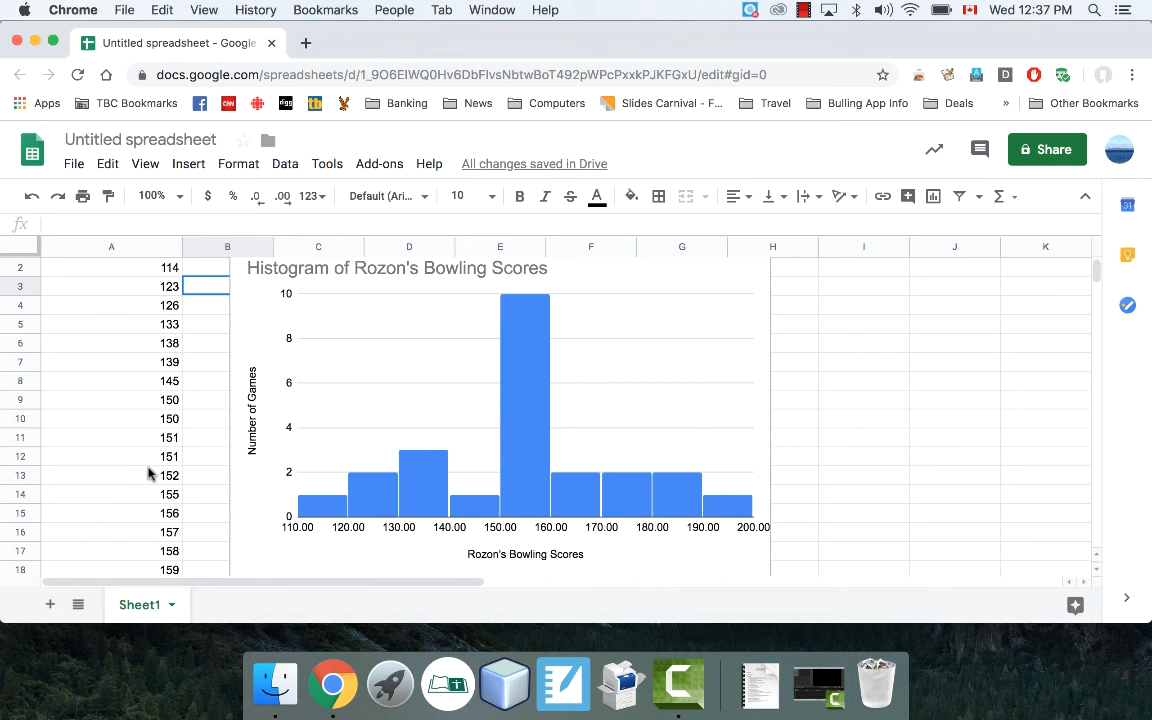 Chrome File Edit View History Bookmarks People Tab Window Help Wed 12:37 PM
Untitled spreadsheet - Google
docs.google.com/spreadsheets/d/1_9O6EIWQ0Hv6DbFIvsNbtwBoT492pWPcPxxkPJKFGxU/edit#gid=0
Apps TBC Bookmarks CNN digg tb Banking News Computers Slides Carnival - F... Travel Bulling App Info Deals » Other Bookmarks
Untitled spreadsheet
File Edit View Insert Format Data Tools Add-ons Help All changes saved in Drive
Share
100% $ % .0 .00 123 Default (Ari... 10 B I S A
fx
A B C D E F G H I J K
2 114
3 123
4 126
5 133
6 138
7 139
8 145
9 150
10 150
11 151
12 151
13 152
14 155
15 156
16 157
17 158
18 159
Histogram of Rozon's Bowling Scores
10
8
6
4
2
0
Number of Games
110.00 120.00 130.00 140.00 150.00 160.00 170.00 180.00 190.00 200.00
Rozon's Bowling Scores
31
+ Sheet1